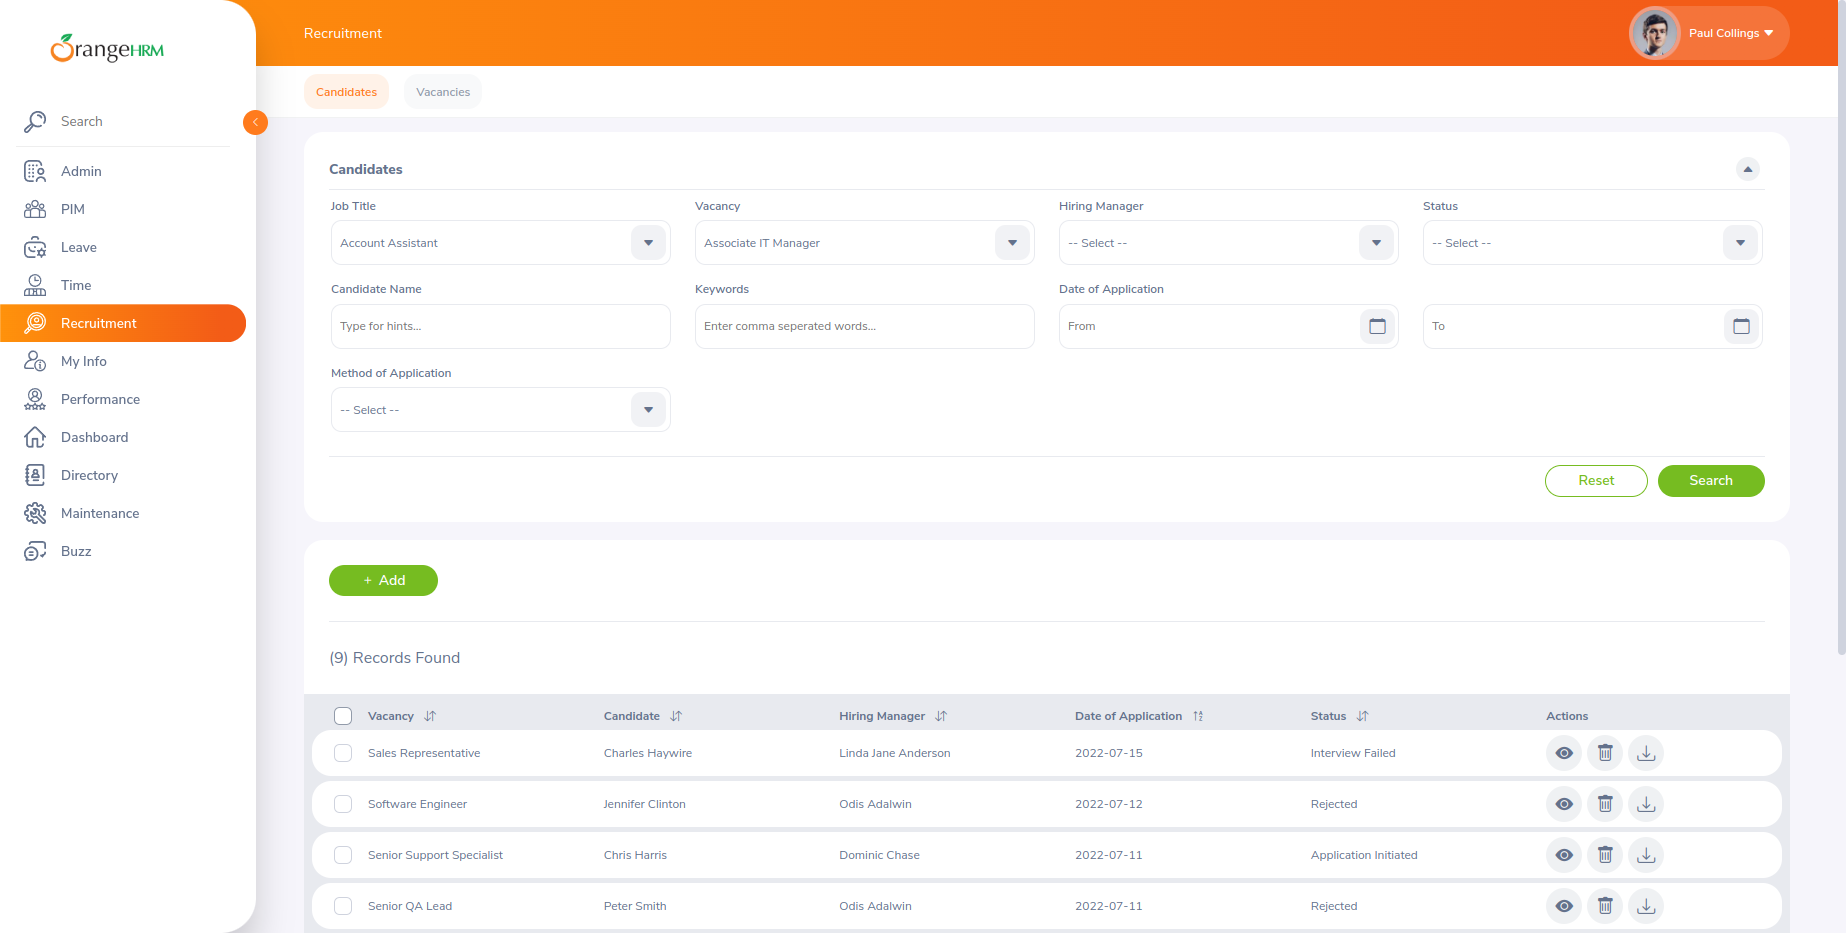 OrangeHRM
Recruitment
Paul Collings
Candidates
Vacancies
Search
Admin
PIM
Leave
Time
Recruitment
My Info
Performance
Dashboard
Directory
Maintenance
Buzz
Candidates
Job Title
Vacancy
Hiring Manager
Status
Account Assistant
Associate IT Manager
-- Select --
-- Select --
Candidate Name
Keywords
Date of Application
Type for hints...
Enter comma seperated words...
From
To
Method of Application
-- Select --
Reset
Search
+ Add
(9) Records Found
Vacancy Candidate Hiring Manager Date of Application Status Actions
Sales Representative Charles Haywire Linda Jane Anderson 2022-07-15 Interview Failed
Software Engineer Jennifer Clinton Odis Adalwin 2022-07-12 Rejected
Senior Support Specialist Chris Harris Dominic Chase 2022-07-11 Application Initiated
Senior QA Lead Peter Smith Odis Adalwin 2022-07-11 Rejected